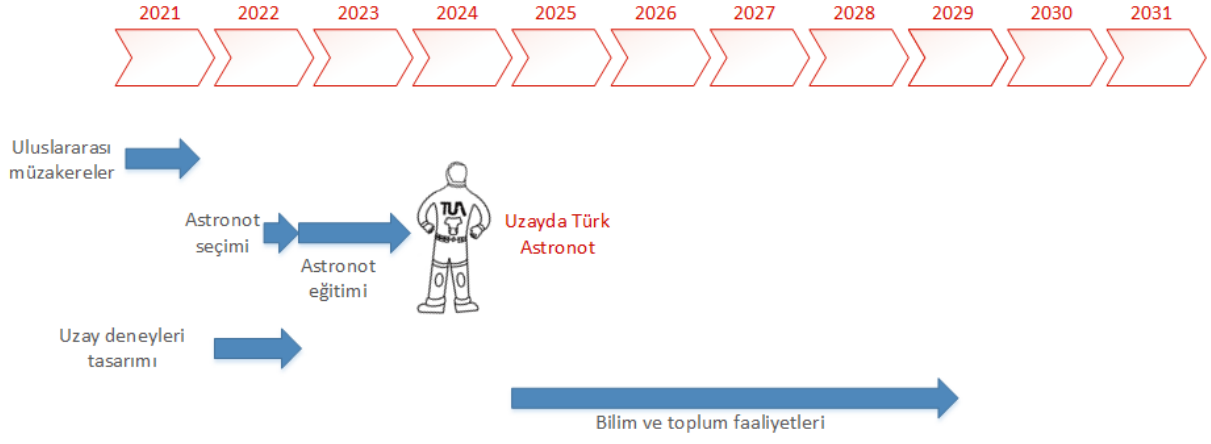 2021 2022 2023 2024 2025 2026 2027 2028 2029 2030 2031
Uluslararası
müzakereler
TUA
Astronot
seçimi
Uzayda Türk
Astronot
Astronot
eğitimi
Uzay deneyleri
tasarımı
Bilim ve toplum faaliyetleri